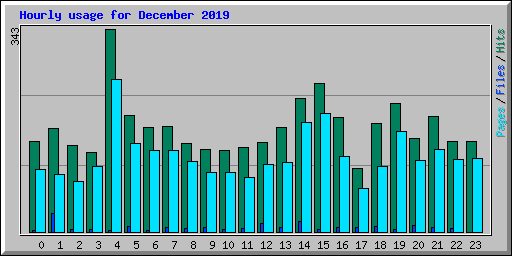 Hourly usage for December 2019
343
Pages/Files/Hits
0 1 2 3 4 5 6 7 8 9 10 11 12 13 14 15 16 17 18 19 20 21 22 23